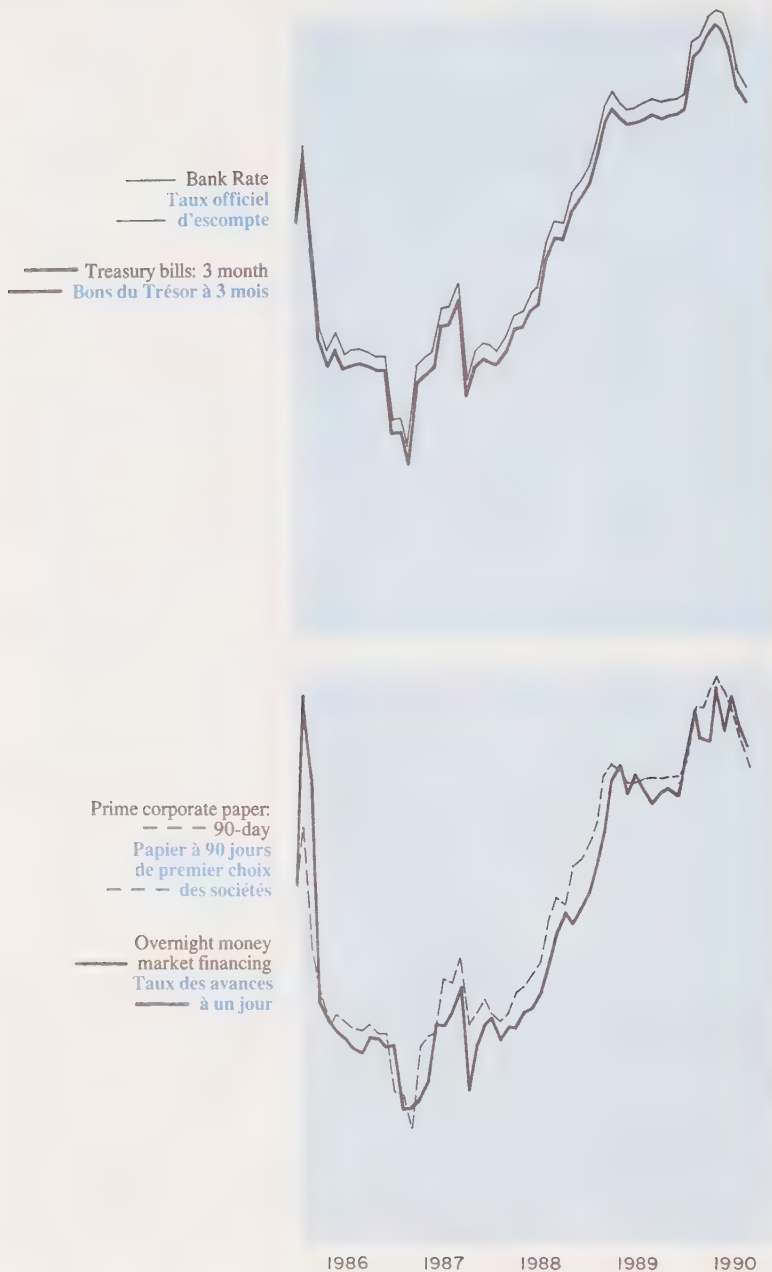 Bank Rate
Taux officiel
d'escompte
Treasury bills: 3 month
Bons du Trésor à 3 mois
Prime corporate paper:
90-day
Papier à 90 jours
de premier choix
des sociétés
Overnight money
market financing
Taux des avances
à un jour
1986 1987 1988 1989 1990